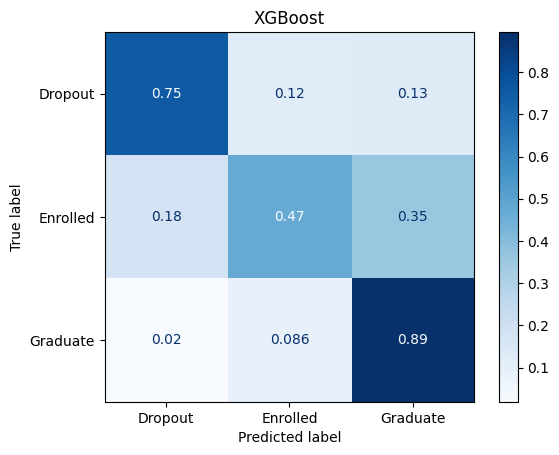 XGBoost
Dropout 0.75 0.12 0.13
Enrolled 0.18 0.47 0.35
Graduate 0.02 0.086 0.89
Dropout Enrolled Graduate
Predicted label
True label
0.8
0.7
0.6
0.5
0.4
0.3
0.2
0.1